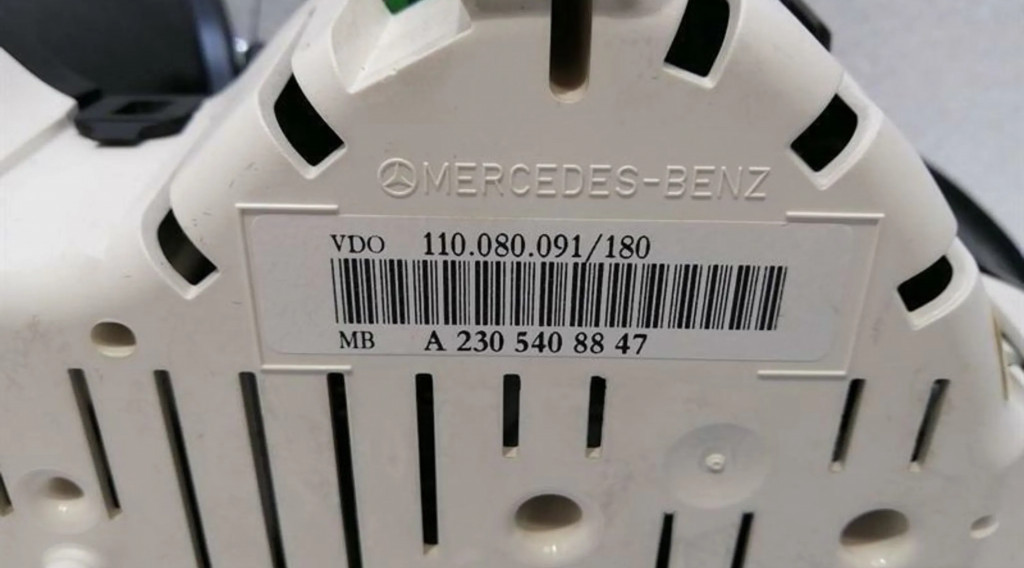 MERCEDES-BENZ
VDO 110.080.091/180
MB A 230 540 88 47